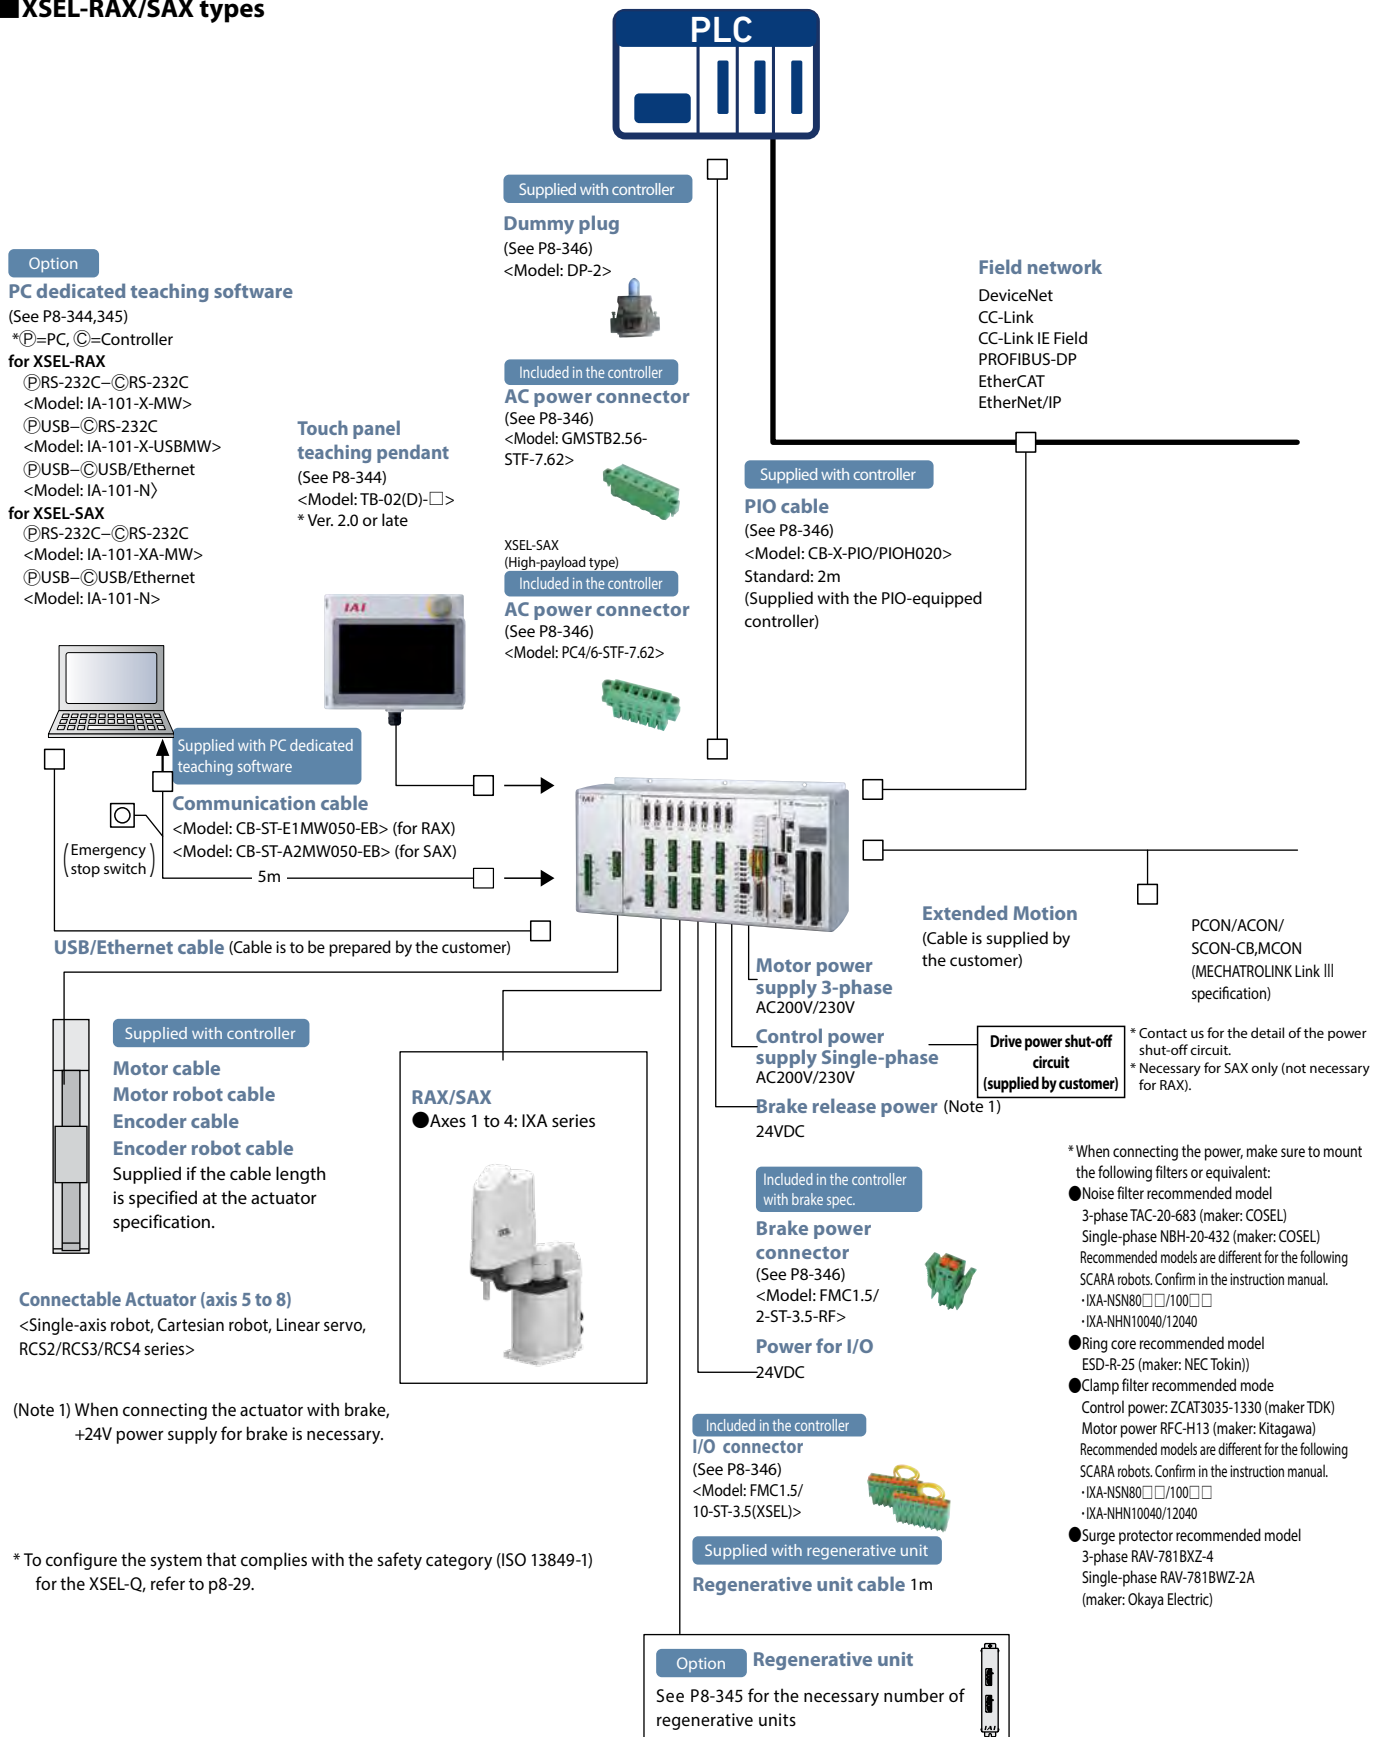 ■XSEL-RAX/SAX types
PLC
Supplied with controller
Dummy plug
(See P8-346)
<Model: DP-2>
Option
PC dedicated teaching software
(See P8-344,345)
*Ⓟ=PC, Ⓒ=Controller
for XSEL-RAX
ⓅRS-232C–ⒸRS-232C
<Model: IA-101-X-MW>
ⓅUSB–ⒸRS-232C
<Model: IA-101-X-USBMW>
ⓅUSB–ⒸUSB/Ethernet
<Model: IA-101-N〉
for XSEL-SAX
ⓅRS-232C–ⒸRS-232C
<Model: IA-101-XA-MW>
ⓅUSB–ⒸUSB/Ethernet
<Model: IA-101-N>
Touch panel
teaching pendant
(See P8-344)
<Model: TB-02(D)-□>
* Ver. 2.0 or late
Included in the controller
AC power connector
(See P8-346)
<Model: GMSTB2.56-
STF-7.62>
XSEL-SAX
(High-payload type)
Included in the controller
AC power connector
(See P8-346)
<Model: PC4/6-STF-7.62>
Field network
DeviceNet
CC-Link
CC-Link IE Field
PROFIBUS-DP
EtherCAT
EtherNet/IP
Supplied with controller
PIO cable
(See P8-346)
<Model: CB-X-PIO/PIOH020>
Standard: 2m
(Supplied with the PIO-equipped
controller)
IAI
Supplied with PC dedicated
teaching software
Communication cable
<Model: CB-ST-E1MW050-EB> (for RAX)
<Model: CB-ST-A2MW050-EB> (for SAX)
(Emergency
stop switch)
5m
IAI
USB/Ethernet cable (Cable is to be prepared by the customer)
Extended Motion
(Cable is supplied by
the customer)
PCON/ACON/
SCON-CB,MCON
(MECHATROLINK Link III
specification)
Motor power
supply 3-phase
AC200V/230V
Control power
supply Single-phase
AC200V/230V
Drive power shut-off
circuit
(supplied by customer)
* Contact us for the detail of the power
shut-off circuit.
* Necessary for SAX only (not necessary
for RAX).
Brake release power (Note 1)
24VDC
Supplied with controller
Motor cable
Motor robot cable
Encoder cable
Encoder robot cable
Supplied if the cable length
is specified at the actuator
specification.
RAX/SAX
●Axes 1 to 4: IXA series
Included in the controller
with brake spec.
Brake power
connector
(See P8-346)
<Model: FMC1.5/
2-ST-3.5-RF>
Power for I/O
24VDC
Connectable Actuator (axis 5 to 8)
<Single-axis robot, Cartesian robot, Linear servo,
RCS2/RCS3/RCS4 series>
(Note 1) When connecting the actuator with brake,
+24V power supply for brake is necessary.
Included in the controller
I/O connector
(See P8-346)
<Model: FMC1.5/
10-ST-3.5(XSEL)>
Supplied with regenerative unit
Regenerative unit cable 1m
* When connecting the power, make sure to mount
the following filters or equivalent:
●Noise filter recommended model
3-phase TAC-20-683 (maker: COSEL)
Single-phase NBH-20-432 (maker: COSEL)
Recommended models are different for the following
SCARA robots. Confirm in the instruction manual.
・IXA-NSN80□□/100□□
・IXA-NHN10040/12040
●Ring core recommended model
ESD-R-25 (maker: NEC Tokin))
●Clamp filter recommended mode
Control power: ZCAT3035-1330 (maker TDK)
Motor power RFC-H13 (maker: Kitagawa)
Recommended models are different for the following
SCARA robots. Confirm in the instruction manual.
・IXA-NSN80□□/100□□
・IXA-NHN10040/12040
●Surge protector recommended model
3-phase RAV-781BXZ-4
Single-phase RAV-781BWZ-2A
(maker: Okaya Electric)
* To configure the system that complies with the safety category (ISO 13849-1)
for the XSEL-Q, refer to p8-29.
Option
Regenerative unit
See P8-345 for the necessary number of
regenerative units
IAI